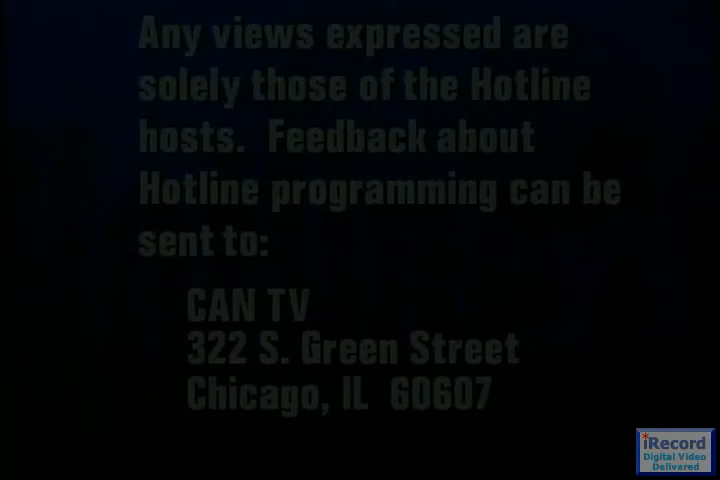 Any views expressed are
solely those of the Hotline
hosts.  Feedback about
Hotline programming can be
sent to:
CAN TV
322 S. Green Street
Chicago, IL  60607
iRecord
Digital Video
Delivered